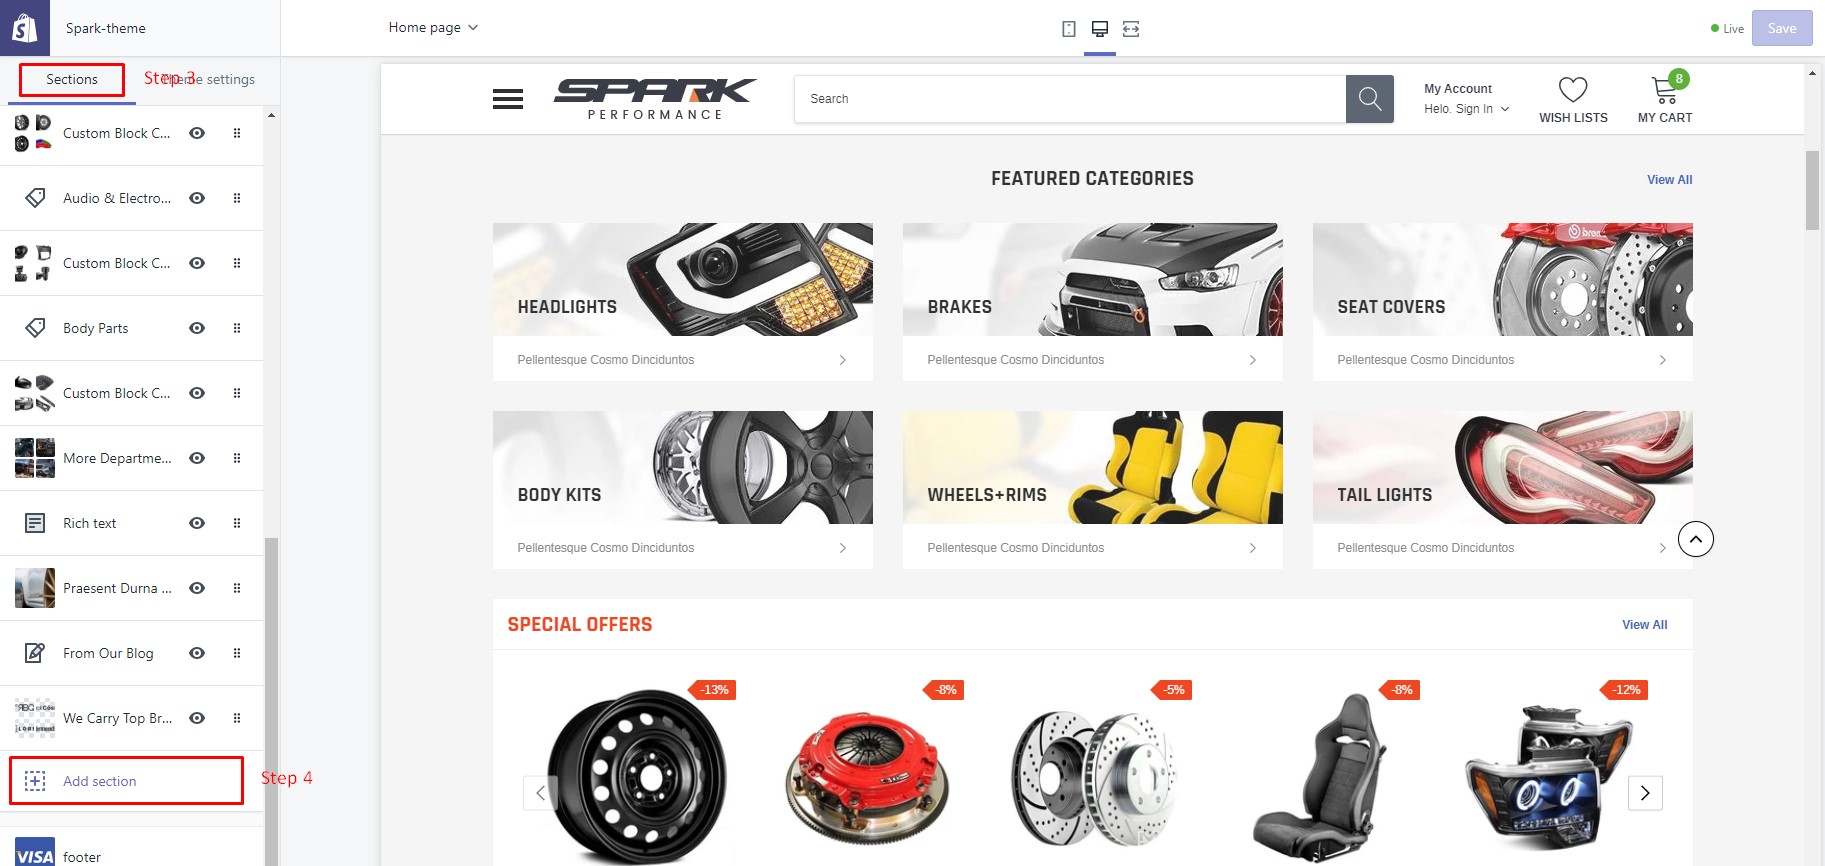 Spark-theme
Home page
Live
Save
Sections
Step 3
Theme settings
Custom Block C...
Audio & Electro...
Custom Block C...
Body Parts
Custom Block C...
More Departme...
Rich text
Praesent Durna ...
From Our Blog
We Carry Top Br...
Add section
Step 4
VISA
footer
SPARK
PERFORMANCE
Search
My Account
Helo. Sign In
WISH LISTS
8
MY CART
FEATURED CATEGORIES
View All
HEADLIGHTS
Pellentesque Cosmo Dinciduntos
BRAKES
Pellentesque Cosmo Dinciduntos
SEAT COVERS
Pellentesque Cosmo Dinciduntos
BODY KITS
Pellentesque Cosmo Dinciduntos
WHEELS+RIMS
Pellentesque Cosmo Dinciduntos
TAIL LIGHTS
Pellentesque Cosmo Dinciduntos
SPECIAL OFFERS
View All
-13%
-8%
-5%
-8%
-12%